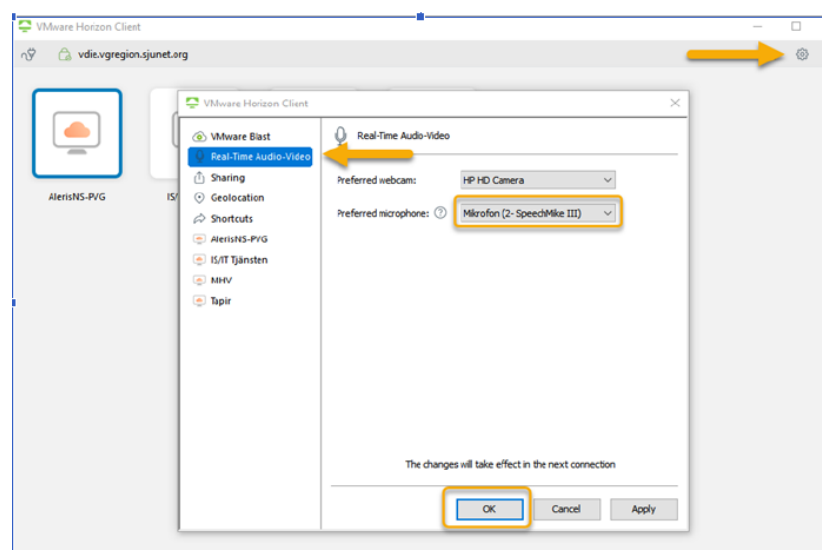 VMware Horizon Client
vdie.vgregion.sjunet.org
VMware Horizon Client
VMware Blast
Real-Time Audio-Video
Sharing
Geolocation
Shortcuts
AlerisNS-PVG
IS/IT Tjänsten
MHV
Tapir
Real-Time Audio-Video
Preferred webcam: HP HD Camera
Preferred microphone: ? Mikrofon (2- SpeechMike III)
The changes will take effect in the next connection
OK Cancel Apply
AlerisNS-PVG
IS/